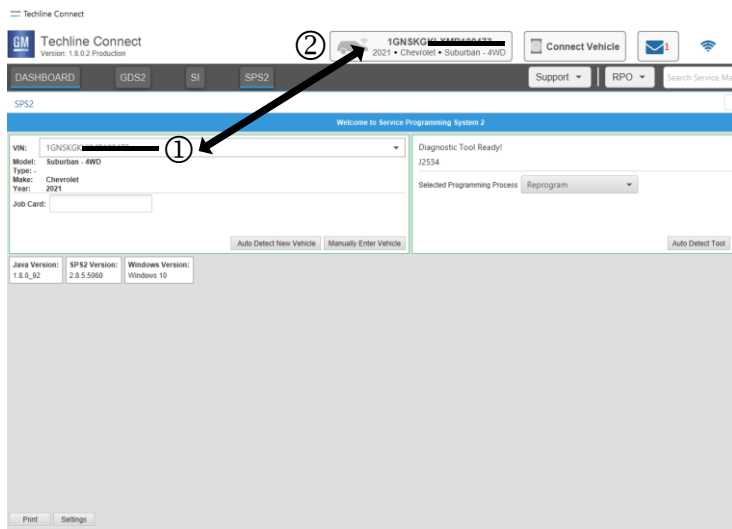 Techline Connect
GM
Techline Connect
Version: 1.8.0.2 Production
②
2021 • Chevrolet • Suburban - 4WD
Connect Vehicle
1
DASHBOARD
GDS2
SI
SPS2
Support
RPO
Search Service Ma
SPS2
Welcome to Service Programming System 2
VIN:
①
Model: Suburban - 4WD
Type: -
Make: Chevrolet
Year: 2021
Job Card:
Auto Detect New Vehicle
Manually Enter Vehicle
Diagnostic Tool Ready!
J2534
Selected Programming Process
Reprogram
Auto Detect Tool
Java Version:
1.8.0_92
SPS2 Version:
2.8.5.5060
Windows Version:
Windows 10
Print
Settings